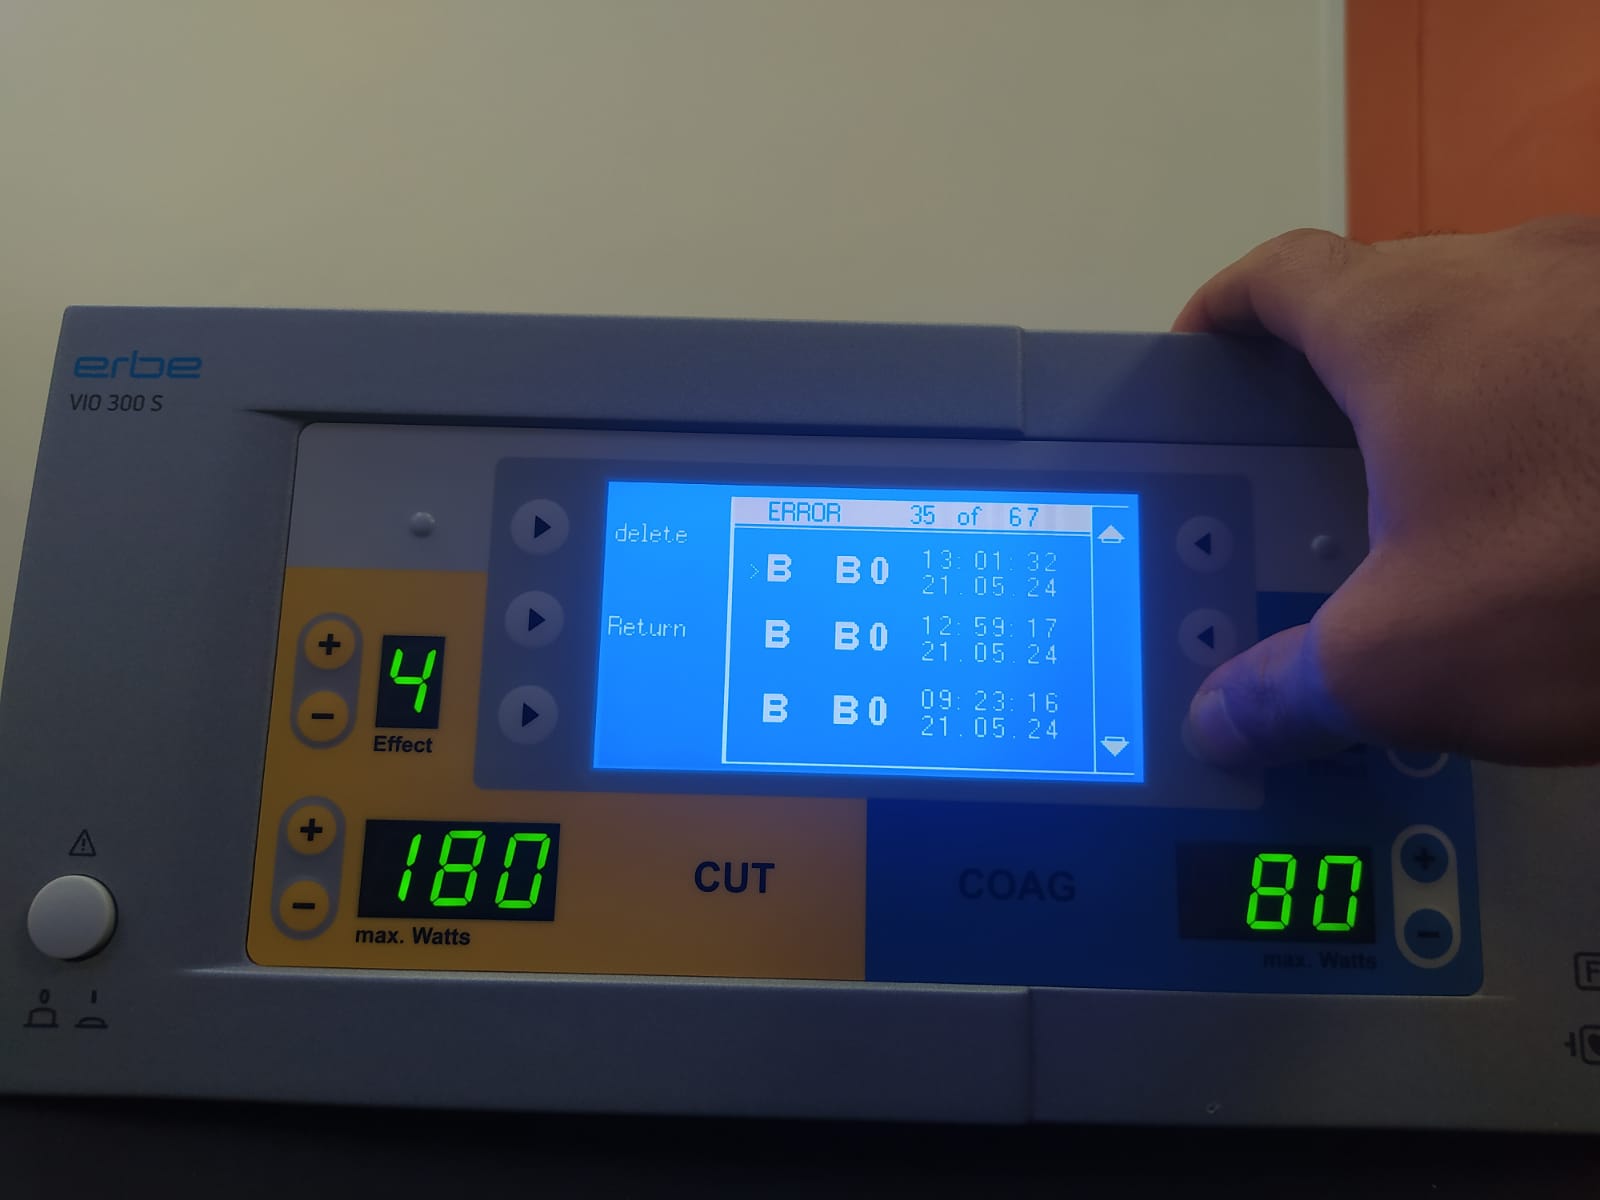 erbe
VIO 300 S
delete
Return
ERROR 35 of 67
>B B0 13:01:32
21.05.24
B B0 12:59:17
21.05.24
B B0 09:23:16
21.05.24
+
−
4
Effect
+
−
180
max. Watts
CUT
COAG
80
max. Watts
+
−
0 I